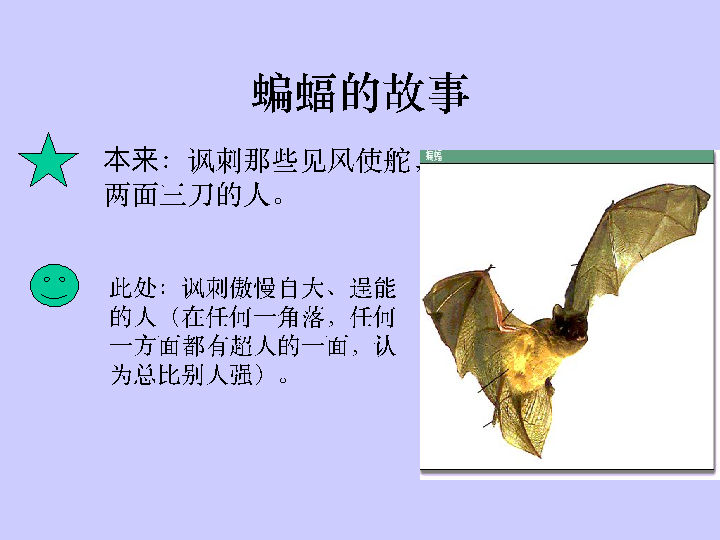 蝙蝠的故事
本来：讽刺那些见风使舵、
两面三刀的人。
蝙蝠
此处：讽刺傲慢自大、逞能
的人（在任何一角落，任何
一方面都有超人的一面，认
为总比别人强）。